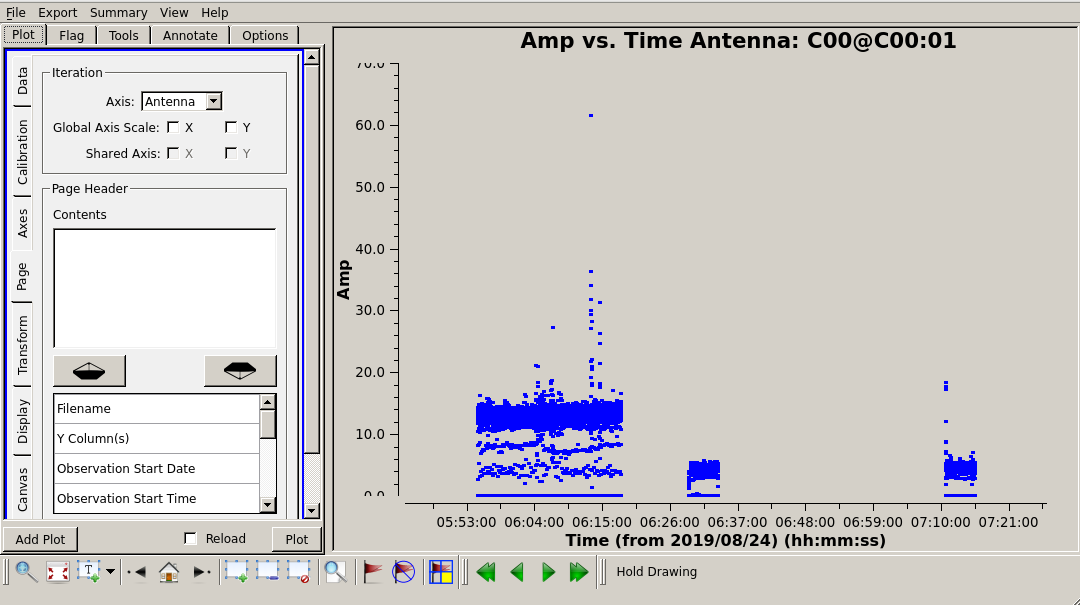 File Export Summary View Help
Plot Flag Tools Annotate Options
Data
Calibration
Axes
Page
Transform
Display
Canvas
Iteration
Axis: Antenna
Global Axis Scale: X Y
Shared Axis: X Y
Page Header
Contents
Filename
Y Column(s)
Observation Start Date
Observation Start Time
Add Plot Reload Plot
Amp vs. Time Antenna: C00@C00:01
70.0
60.0
50.0
40.0
30.0
20.0
10.0
0.0
Amp
05:53:00 06:04:00 06:15:00 06:26:00 06:37:00 06:48:00 06:59:00 07:10:00 07:21:00
Time (from 2019/08/24) (hh:mm:ss)
T
Hold Drawing